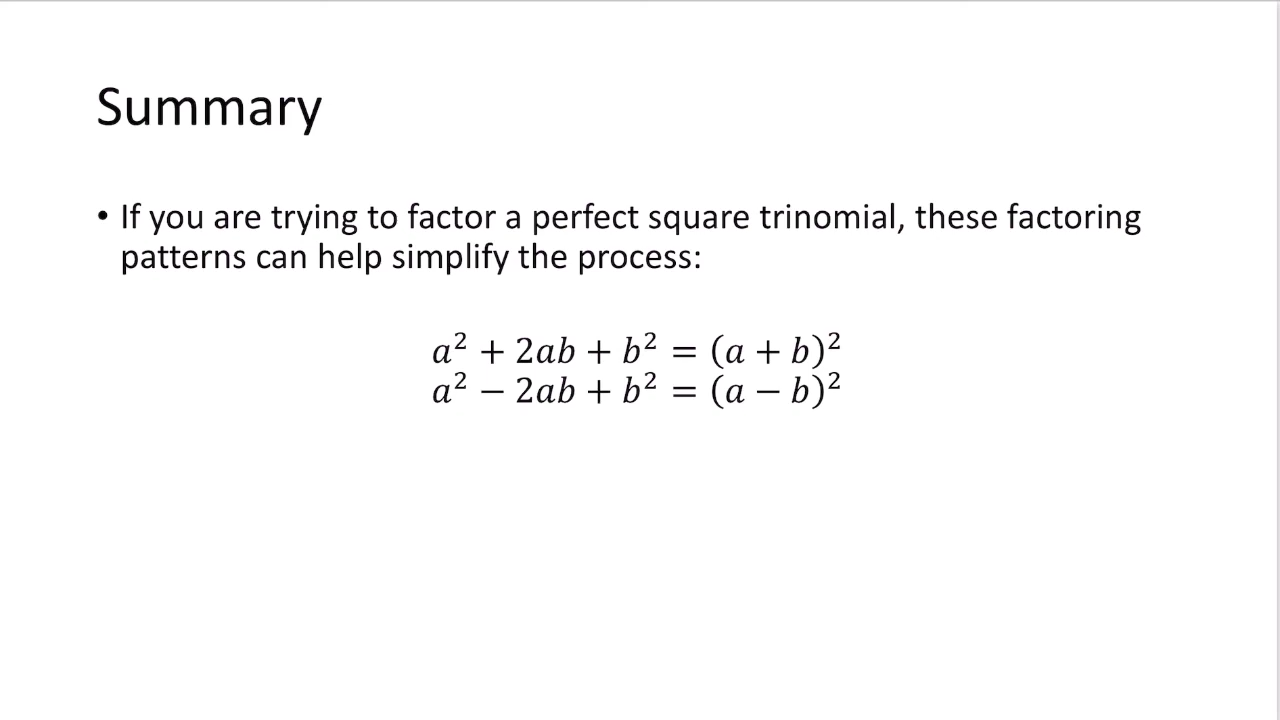 Summary
• If you are trying to factor a perfect square trinomial, these factoring
patterns can help simplify the process:
𝑎² + 2𝑎𝑏 + 𝑏² = (𝑎 + 𝑏)²
𝑎² − 2𝑎𝑏 + 𝑏² = (𝑎 − 𝑏)²